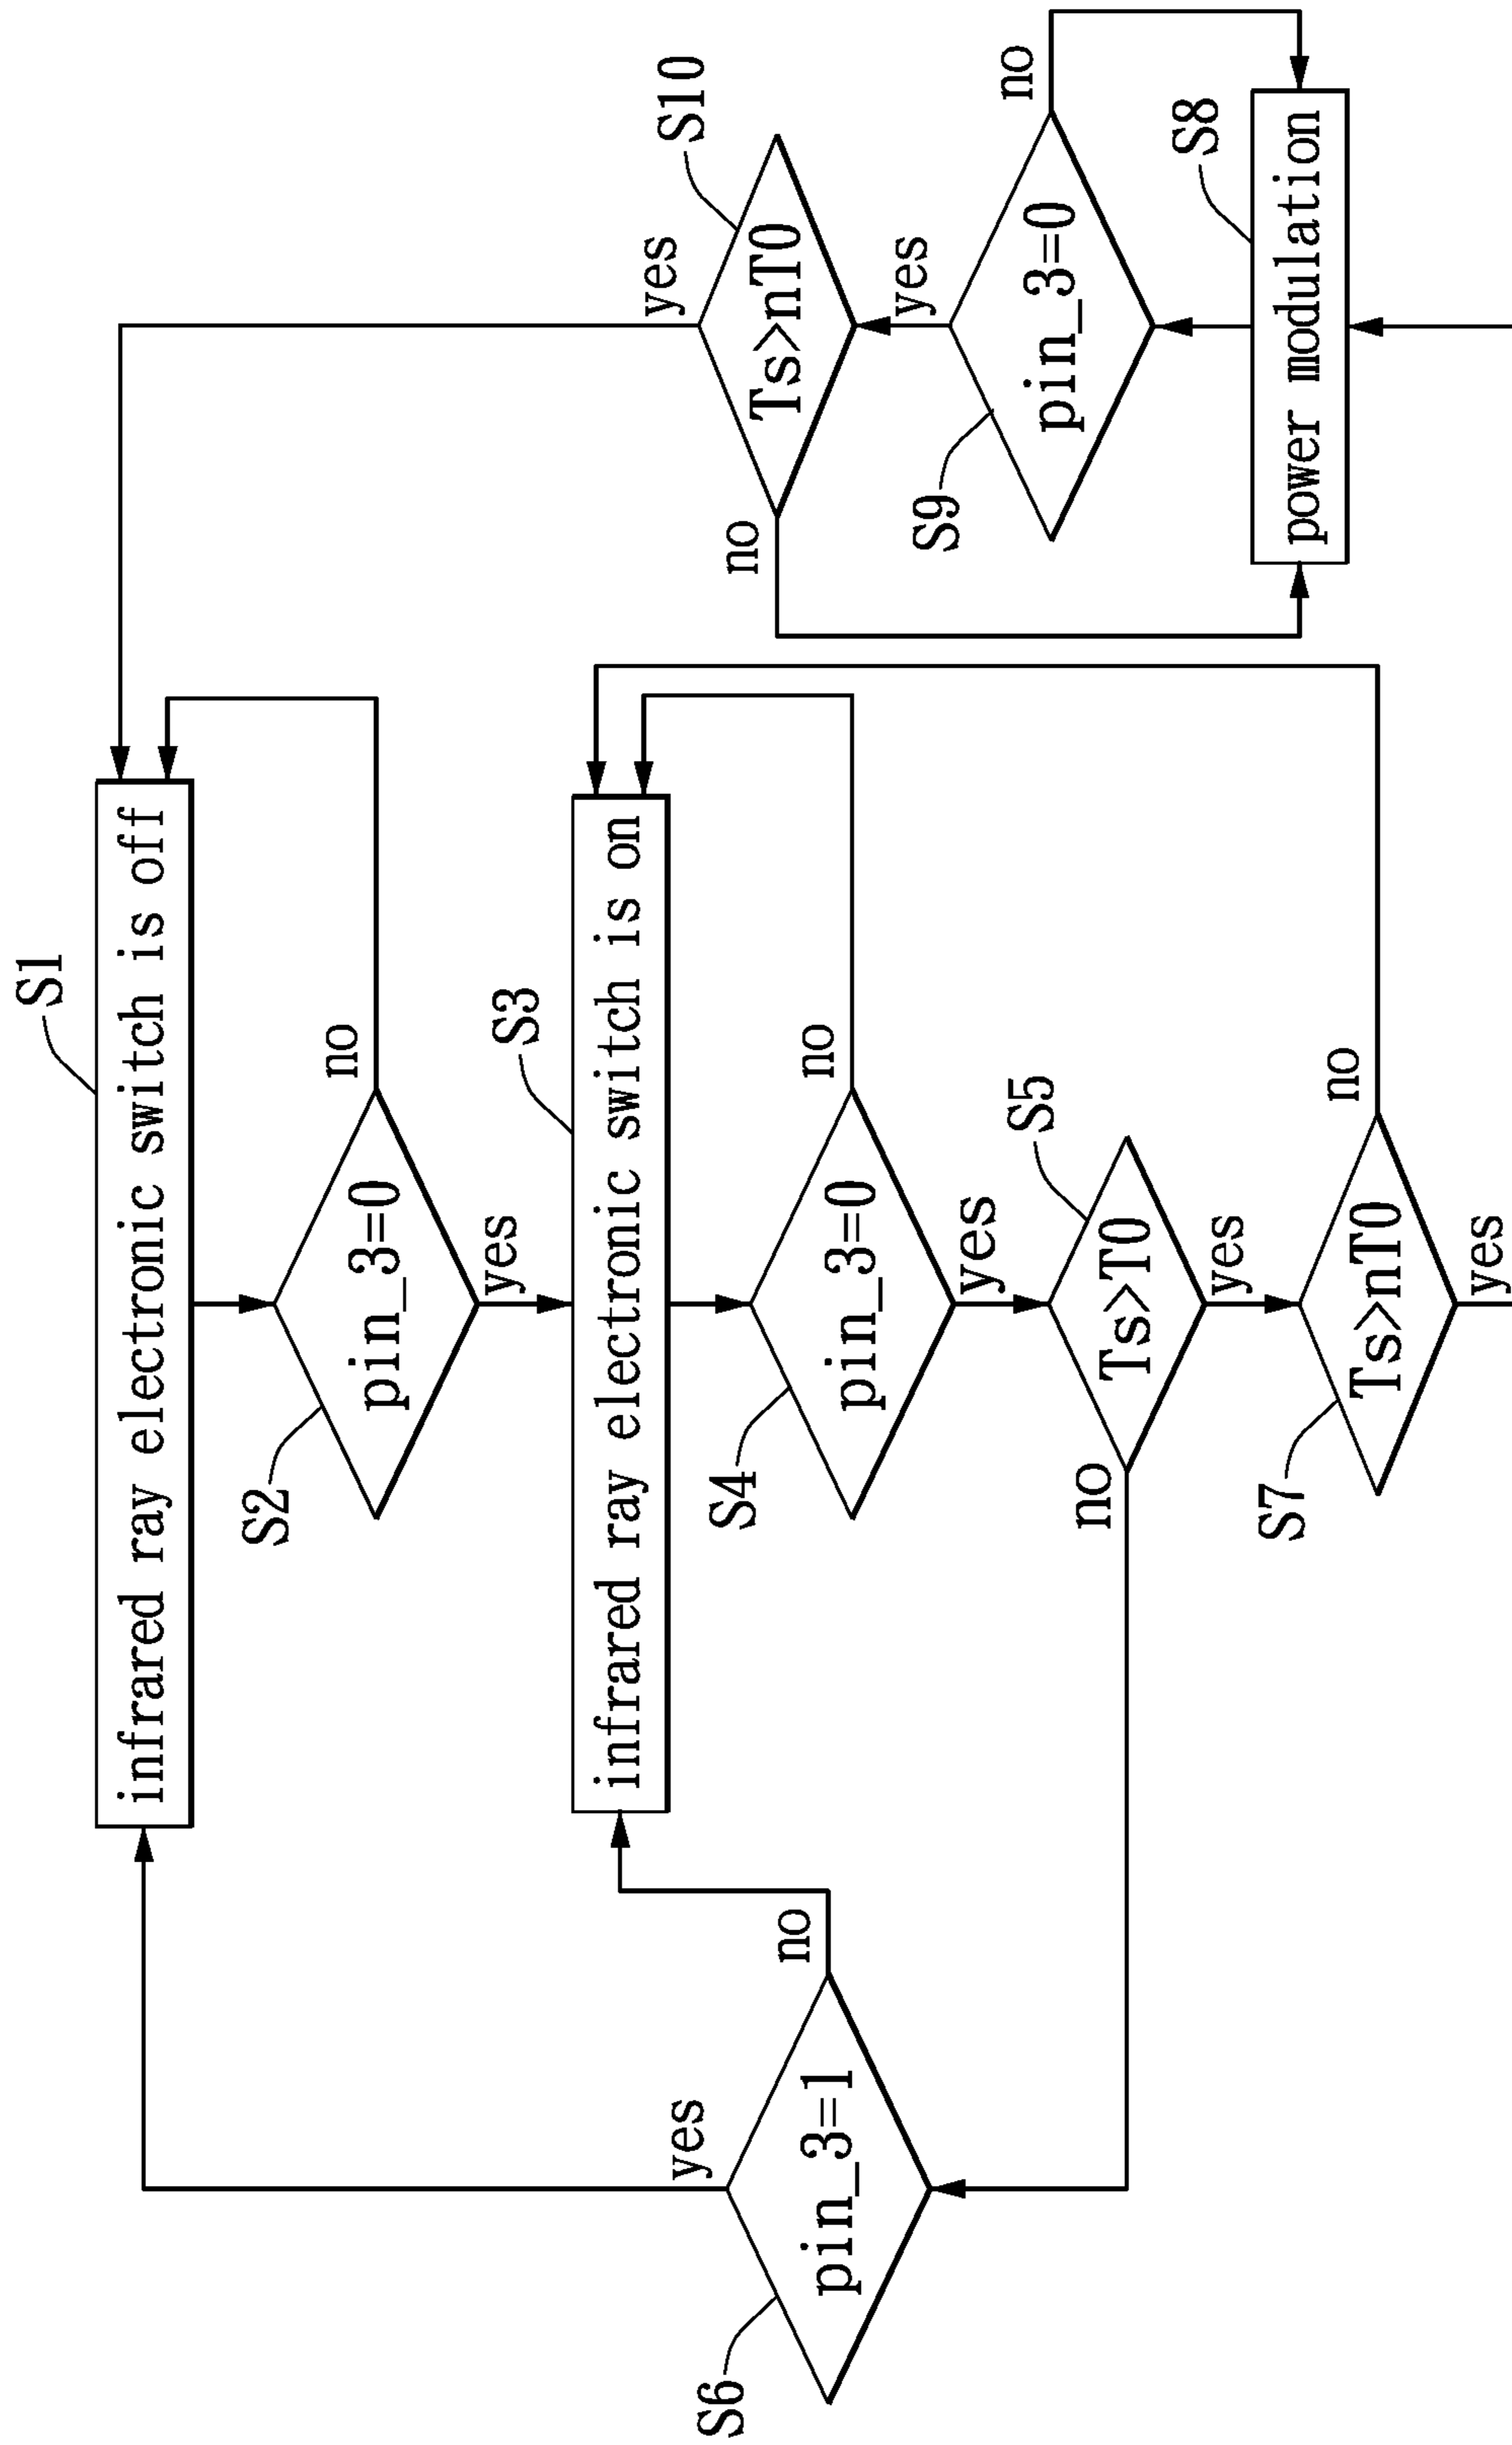 S1
infrared ray electronic switch is off
S2
pin_3=0
no
yes
S3
infrared ray electronic switch is on
S4
pin_3=0
no
yes
S5
Ts>T0
no
yes
S6
pin_3=1
yes
no
S7
Ts>nT0
no
yes
S8
power modulation
S9
pin_3=0
no
yes
S10
Ts>nT0
no
yes